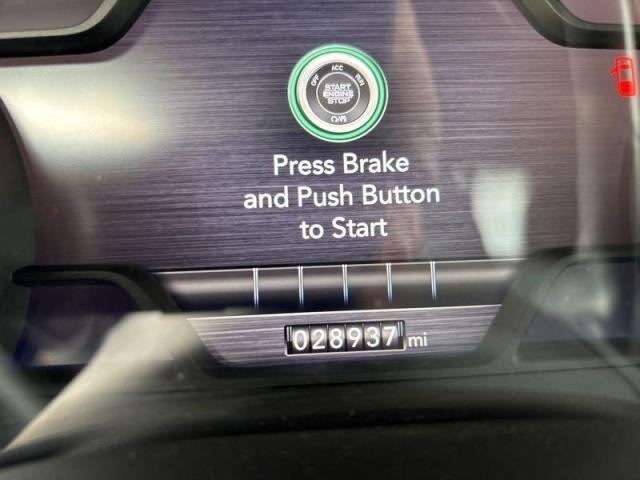 OFF ACC RUN
START
ENGINE
STOP
Press Brake
and Push Button
to Start
028937 mi